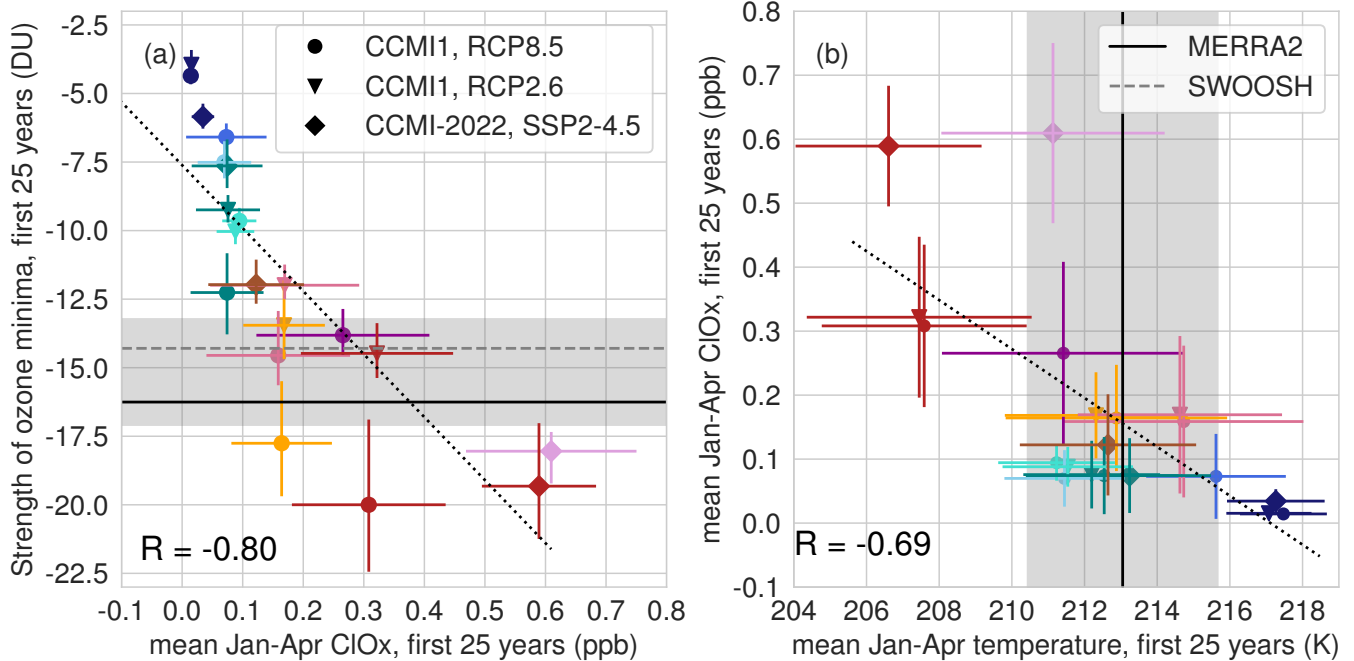 (a)
CCMI1, RCP8.5
CCMI1, RCP2.6
CCMI-2022, SSP2-4.5
R = -0.80
Strength of ozone minima, first 25 years (DU)
-2.5
-5.0
-7.5
-10.0
-12.5
-15.0
-17.5
-20.0
-22.5
-0.1 0.0 0.1 0.2 0.3 0.4 0.5 0.6 0.7 0.8
mean Jan-Apr ClOx, first 25 years (ppb)
(b)
MERRA2
SWOOSH
R = -0.69
mean Jan-Apr ClOx, first 25 years (ppb)
0.8
0.7
0.6
0.5
0.4
0.3
0.2
0.1
0.0
-0.1
204 206 208 210 212 214 216 218
mean Jan-Apr temperature, first 25 years (K)